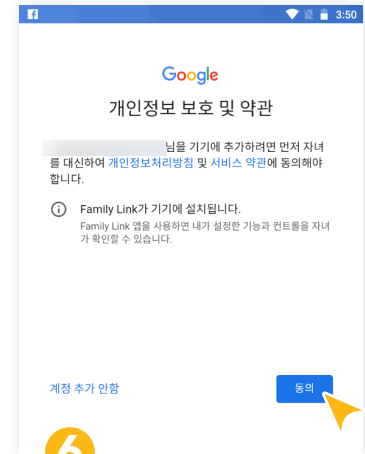 3:50
Google
개인정보 보호 및 약관
님을 기기에 추가하려면 먼저 자녀
를 대신하여 개인정보처리방침 및 서비스 약관에 동의해야
합니다.
Family Link가 기기에 설치됩니다.
Family Link 앱을 사용하면 내가 설정한 기능과 컨트롤을 자녀
가 확인할 수 있습니다.
계정 추가 안함
동의
6